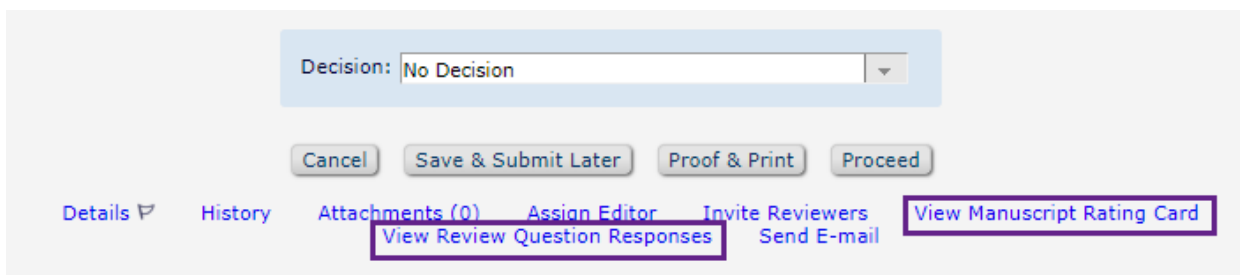 Decision: No Decision
Cancel Save & Submit Later Proof & Print Proceed
Details History Attachments (0) Assign Editor Invite Reviewers View Manuscript Rating Card
View Review Question Responses Send E-mail